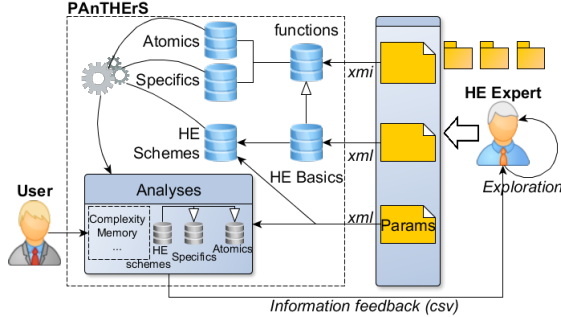 PAnTHErS
Atomics
functions
Specifics
xmi
HE Expert
HE
Schemes
xml
HE Basics
Exploration
User
Analyses
xml
Params
Complexity
Memory
...
HE
schemes
Specifics
Atomics
Information feedback (csv)